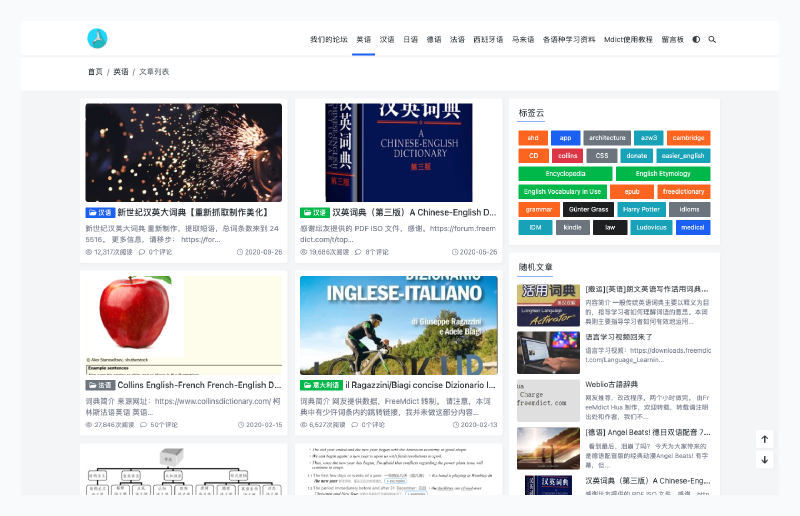 我们的论坛 英语 汉语 日语 德语 法语 西班牙语 马来语 各语种学习资料 Mdict使用教程 留言板
首页 / 英语 / 文章列表
汉语 新世纪汉英大词典【重新抓取制作美化】
新世纪汉英大词典 重新制作，提取短语，总词条数来到 24
5516。 更多信息，请移步： https://for...
12,317次阅读 0个评论 2020-09-26
汉英词典
A
CHINESE-ENGLISH
DICTIONARY
第三版
汉语 汉英词典（第三版）A Chinese-English D...
感谢坛友提供的 PDF ISO 文件，感谢。https://forum.freem
dict.com/t/top...
19,686次阅读 8个评论 2020-05-25
Example sentences
法语 Collins English-French French-English D...
词典简介 来源网址：https://www.collinsdictionary.com/ 柯
林斯法语英语 英语...
27,846次阅读 50个评论 2020-02-15
DIZIONARIO
INGLESE-ITALIANO
di Giuseppe Ragazzini
e Adele Biagi
意大利语 il Ragazzini/Biagi concise Dizionario I...
词典简介 网友提供数据，FreeMdict 转制。 请注意，本词
典中有少许词条内的跳转链接，我并未做这部分内容...
6,527次阅读 0个评论 2020-02-13
标签云
ahd app architecture azw3 cambridge
CD collins CSS donate easier_english
Encyclopedia English Etymology
English Vocabulary in Use epub freedictionary
grammar Günter Grass Harry Potter idioms
IDM kindle law Ludovicus medical
随机文章
活用词典
Activator
[搬运][英语]朗文英语写作活用词典...
内容简介 一般传统英语词典主要以释义为目
的，指导学习者如何理解词语的意思。本词
典则主要指导学习者如何有效地运用...
语言学习视频回来了
语言学习视频： https://downloads.freemdic
t.com/Language_Learnin...
Charge
freemdict.com
Weblio古語辞典
网友推荐，改改程序。两个小时做完。 由Fr
eeMdict Hua 制作，欢迎转载，转载请注明
出处和作者，我们不...
[德语] Angel Beats! 德日双语配音 7...
看到最后，泪崩了吗？ 今天为大家带来的
是德语配音版的经典动漫Angel Beats! 有字
幕，但...
汉英词典（第三版）A Chinese-Eng...
感谢坛友提供的 PDF ISO 文件，感谢。http